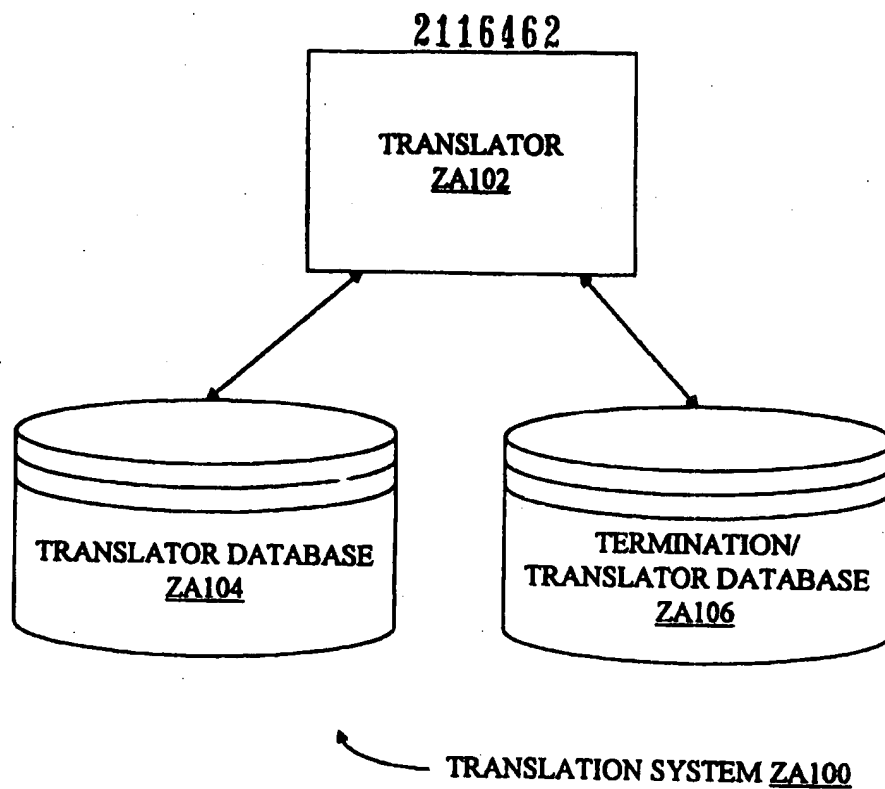 2116462
TRANSLATOR
ZA102
TRANSLATOR DATABASE
ZA104
TERMINATION/
TRANSLATOR DATABASE
ZA106
TRANSLATION SYSTEM ZA100